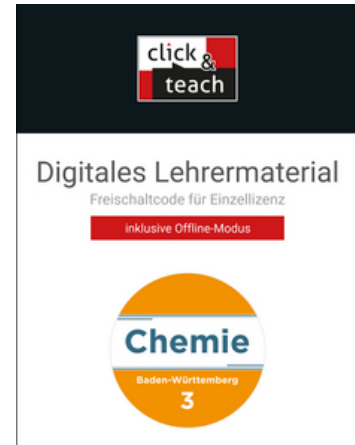 click &
teach
Digitales Lehrermaterial
Freischaltcode für Einzellizenz
inklusive Offline-Modus
Chemie
Baden-Württemberg
3